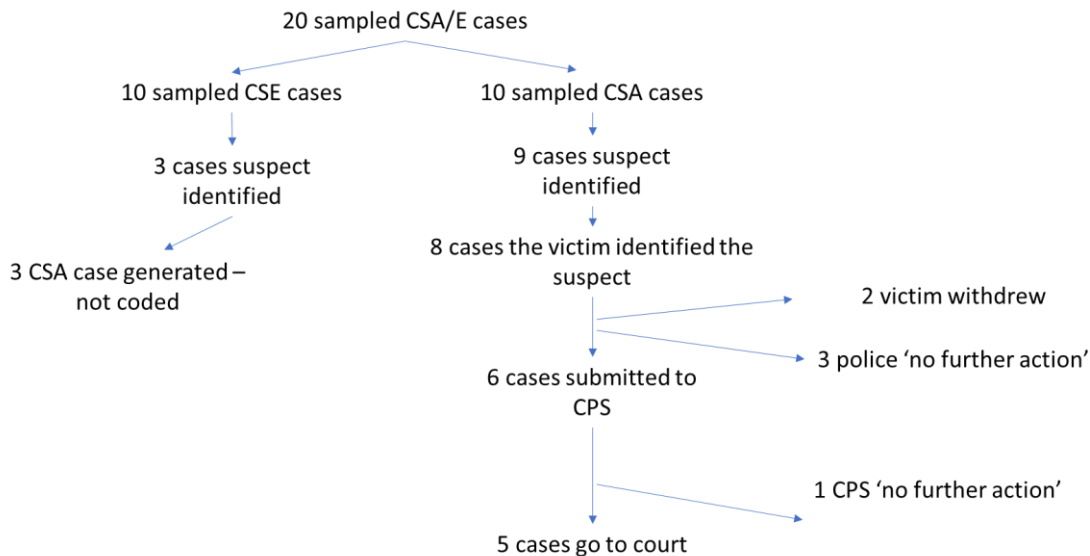 20 sampled CSA/E cases
10 sampled CSE cases
10 sampled CSA cases
3 cases suspect
identified
9 cases suspect
identified
3 CSA case generated –
not coded
8 cases the victim identified the
suspect
2 victim withdrew
3 police ‘no further action’
6 cases submitted to
CPS
1 CPS ‘no further action’
5 cases go to court